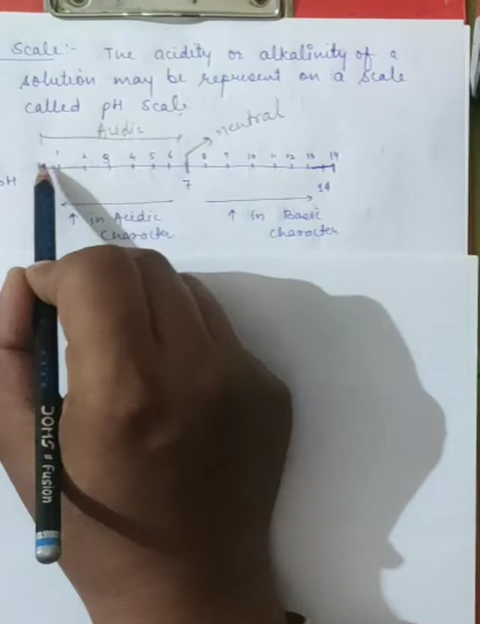 Scale:- The acidity or alkalinity of a
solution may be represent on a scale
called pH Scale
Acidic neutral
1 2 3 4 5 6 8 9 10 11 12 13 14
pH 7 14
↑ in Acidic character
↑ in Basic character
DOMS Fusion